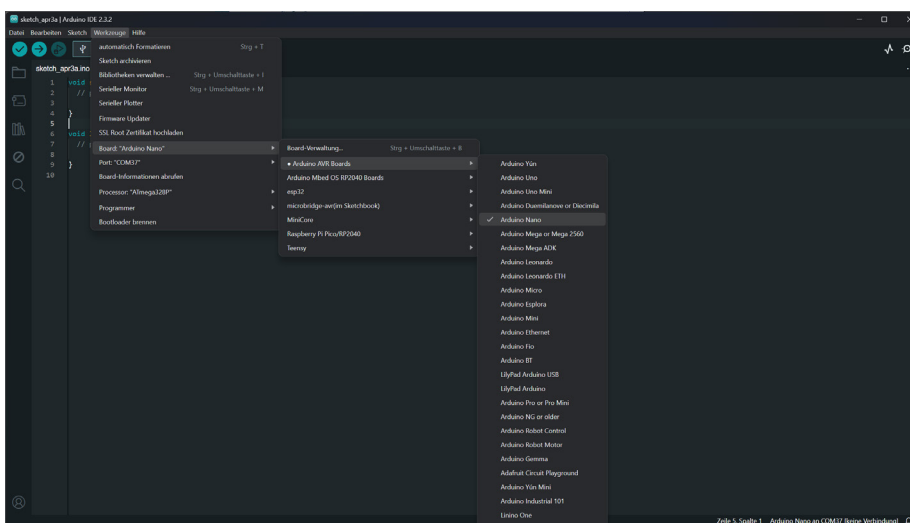 sketch_apr3a | Arduino IDE 2.3.2
Datei Bearbeiten Sketch Werkzeuge Hilfe
sketch_apr3a.ino
1 void
2 //
3
4 }
5
6 void
7 //
8
9 }
10
automatisch Formatieren Strg + T
Sketch archivieren
Bibliotheken verwalten ... Strg + Umschalttaste + I
Serieller Monitor Strg + Umschalttaste + M
Serieller Plotter
Firmware Updater
SSL Root Zertifikat hochladen
Board: "Arduino Nano"
Port: "COM37"
Board-Informationen abrufen
Processor: "ATmega328P"
Programmer
Bootloader brennen
Board-Verwaltung... Strg + Umschalttaste + B
• Arduino AVR Boards
Arduino Mbed OS RP2040 Boards
esp32
microbridge-avr(im Sketchbook)
MiniCore
Raspberry Pi Pico/RP2040
Teensy
Arduino Yún
Arduino Uno
Arduino Uno Mini
Arduino Duemilanove or Diecimila
✓ Arduino Nano
Arduino Mega or Mega 2560
Arduino Mega ADK
Arduino Leonardo
Arduino Leonardo ETH
Arduino Micro
Arduino Esplora
Arduino Mini
Arduino Ethernet
Arduino Fio
Arduino BT
LilyPad Arduino USB
LilyPad Arduino
Arduino Pro or Pro Mini
Arduino NG or older
Arduino Robot Control
Arduino Robot Motor
Arduino Gemma
Adafruit Circuit Playground
Arduino Yún Mini
Arduino Industrial 101
Linino One
Zeile 5, Spalte 1 Arduino Nano an COM37 [keine Verbindung]